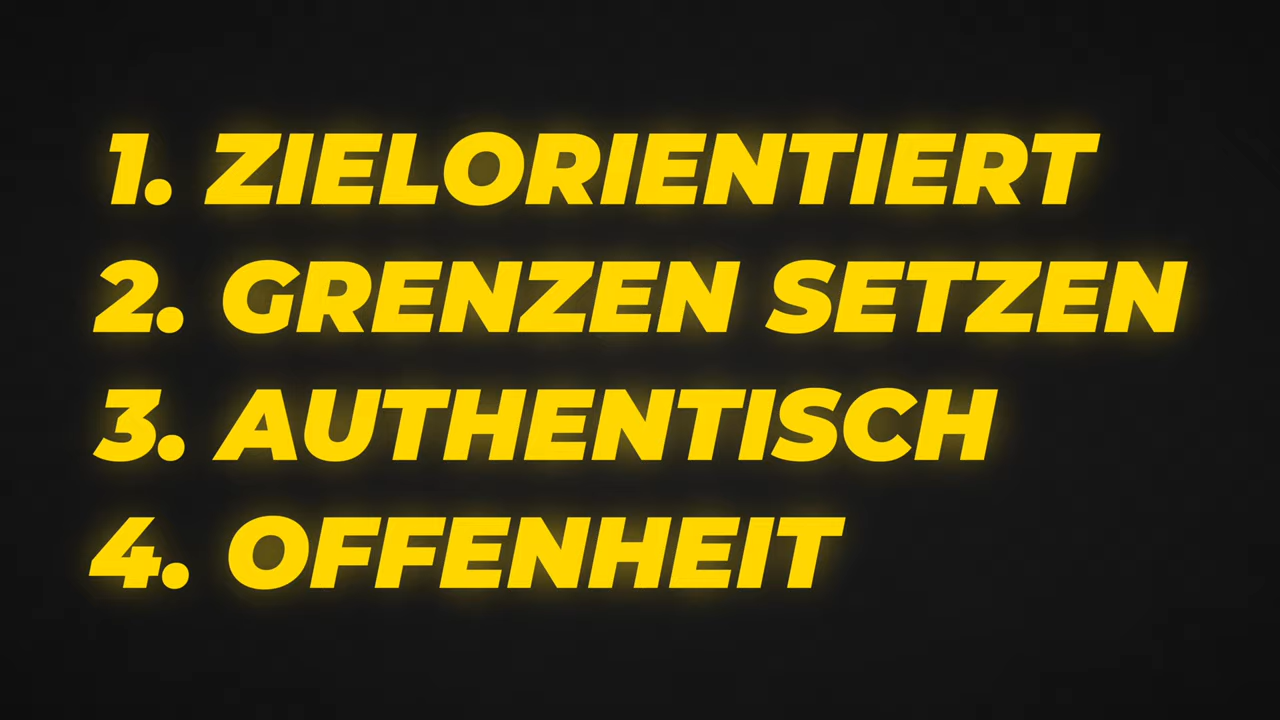 1. ZIELORIENTIERT
2. GRENZEN SETZEN
3. AUTHENTISCH
4. OFFENHEIT